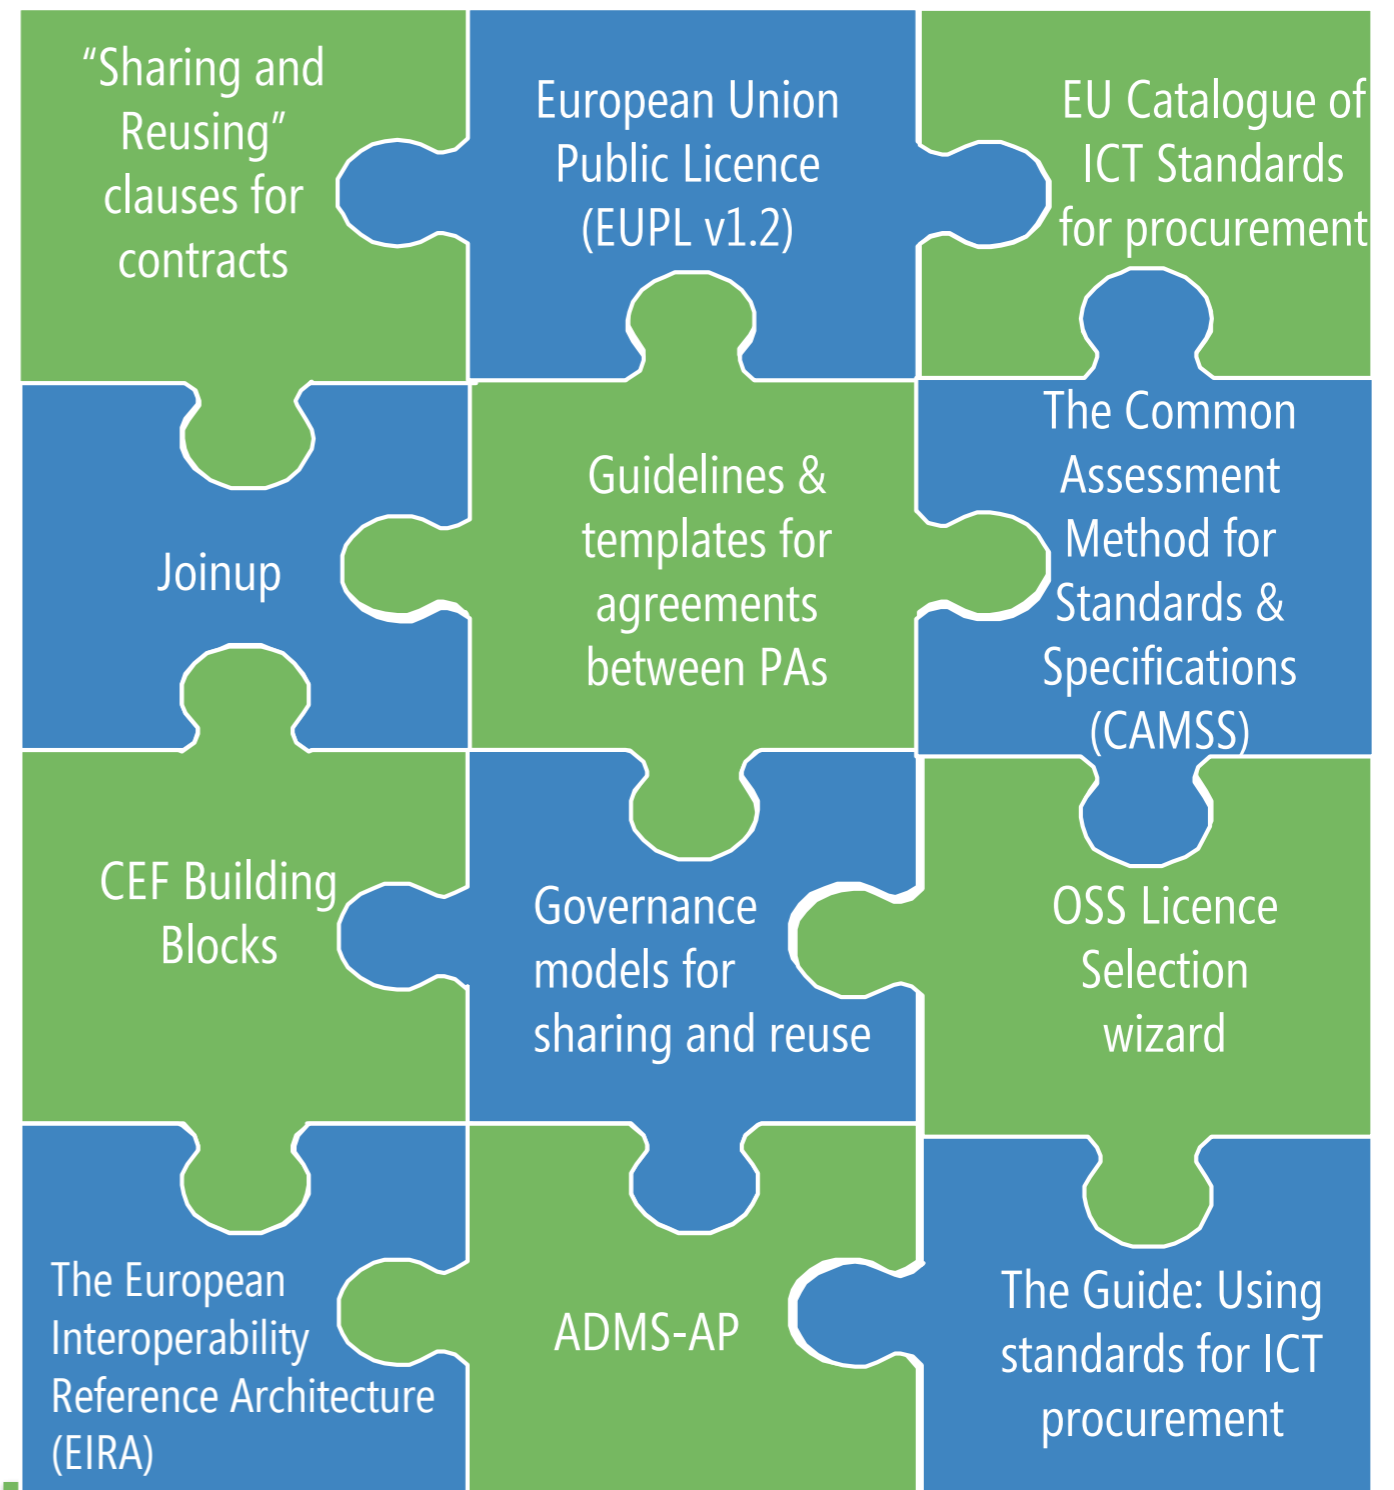 “Sharing and
Reusing”
clauses for
contracts
European Union
Public Licence
(EUPL v1.2)
EU Catalogue of
ICT Standards
for procurement
Joinup
Guidelines &
templates for
agreements
between PAs
The Common
Assessment
Method for
Standards &
Specifications
(CAMSS)
CEF Building
Blocks
Governance
models for
sharing and reuse
OSS Licence
Selection
wizard
The European
Interoperability
Reference Architecture
(EIRA)
ADMS-AP
The Guide: Using
standards for ICT
procurement